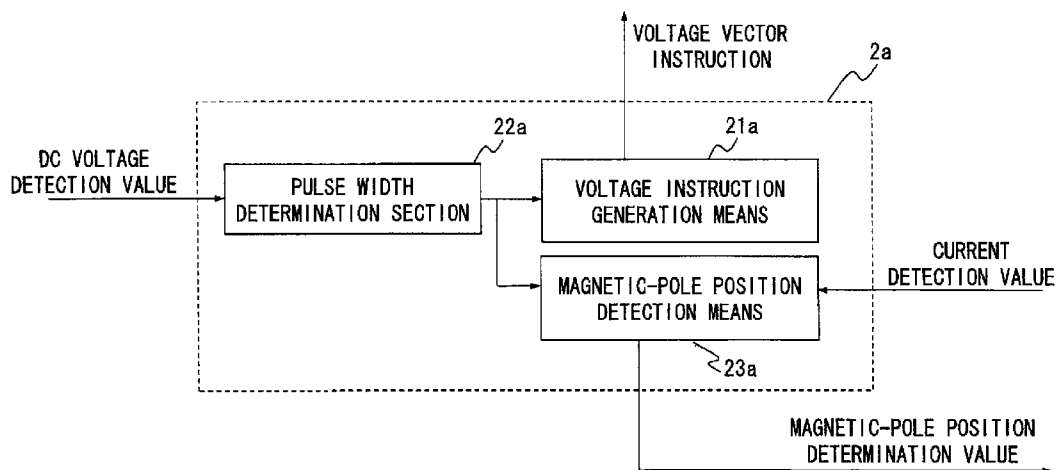 VOLTAGE VECTOR
INSTRUCTION
2a
22a
21a
DC VOLTAGE
DETECTION VALUE
PULSE WIDTH
DETERMINATION SECTION
VOLTAGE INSTRUCTION
GENERATION MEANS
CURRENT
DETECTION VALUE
MAGNETIC-POLE POSITION
DETECTION MEANS
23a
MAGNETIC-POLE POSITION
DETERMINATION VALUE